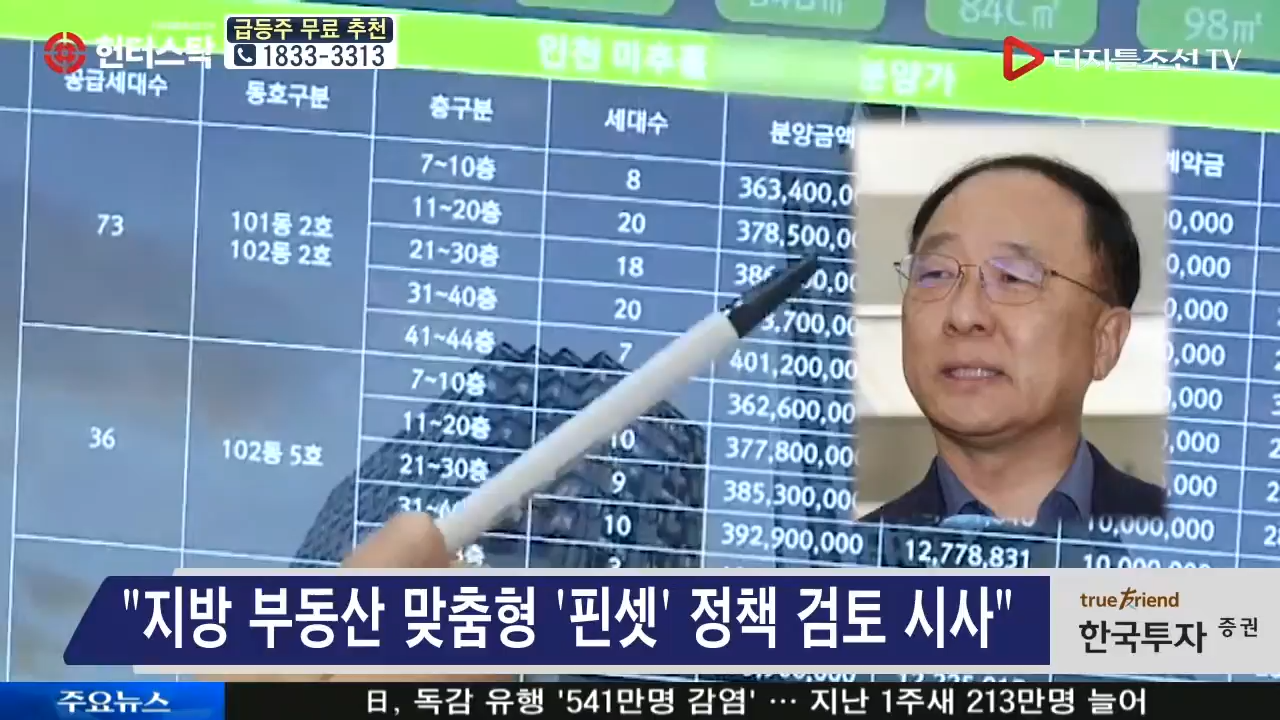 헌터스탁
급등주 무료 추천
1833-3313
디지틀조선TV
84C㎡
98㎡
인천 미추홀
분양가
공급세대수
동호구분
층구분
세대수
분양금액
계약금
7~10층
8
363,400,0
11~20층
20
378,500,00
73
101동 2호
102동 2호
21~30층
18
31~40층
20
3,700,00
41~44층
7
401,200,00
7~10층
362,600,00
11~20층
10
377,800,000
36
102동 5호
21~30층
9
385,300,000
10
392,900,000
12,778,831
10,000,000
"지방 부동산 맞춤형 '핀셋' 정책 검토 시사"
true friend
한국투자 증권
주요뉴스
日, 독감 유행 '541만명 감염' … 지난 1주새 213만명 늘어